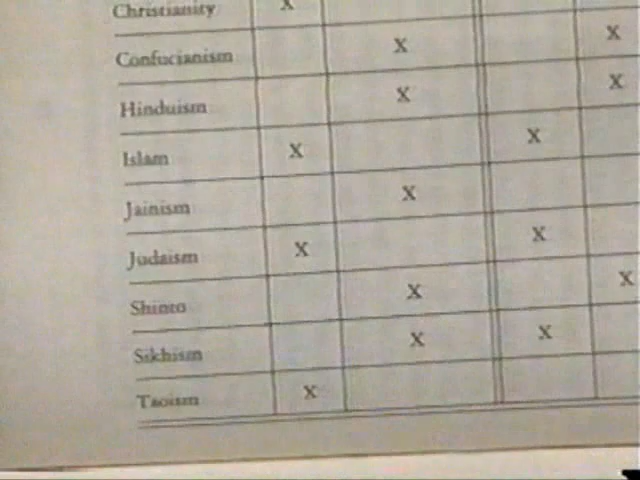 Christianity X
Confucianism X X
Hinduism X X
Islam X X
Jainism X
Judaism X X
Shinto X X
Sikhism X X
Taoism X